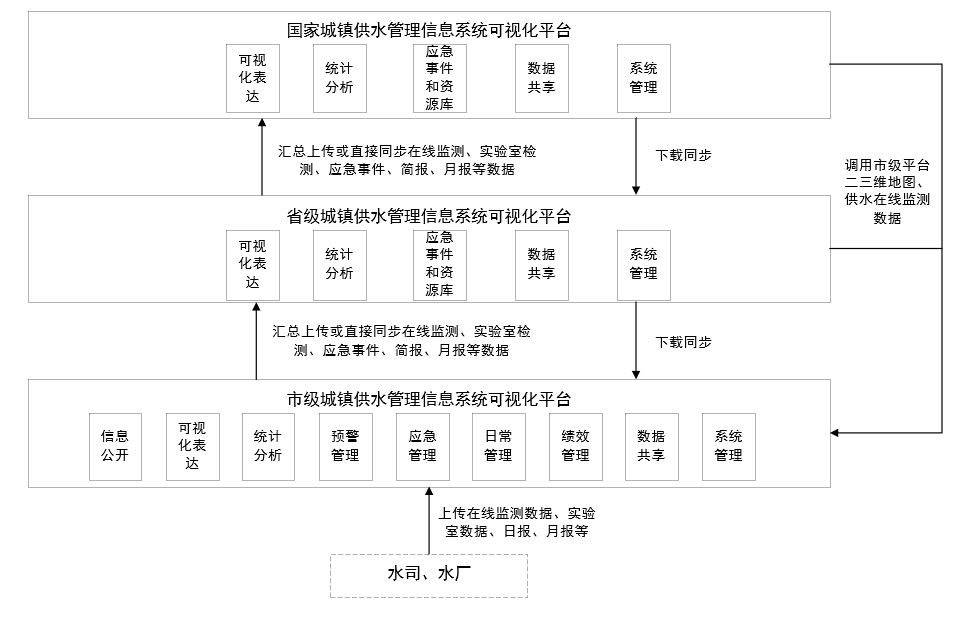 国家城镇供水管理信息系统可视化平台
可视
化表
达
统计
分析
应急
事件
和资
源库
数据
共享
系统
管理
汇总上传或直接同步在线监测、实验室检
测、应急事件、简报、月报等数据
下载同步
调用市级平台
二三维地图、
供水在线监测
数据
省级城镇供水管理信息系统可视化平台
可视
化表
达
统计
分析
应急
事件
和资
源库
数据
共享
系统
管理
汇总上传或直接同步在线监测、实验室检
测、应急事件、简报、月报等数据
下载同步
市级城镇供水管理信息系统可视化平台
信息
公开
可视
化表
达
统计
分析
预警
管理
应急
管理
日常
管理
绩效
管理
数据
共享
系统
管理
上传在线监测数据、实验
室数据、日报、月报等
水司、水厂